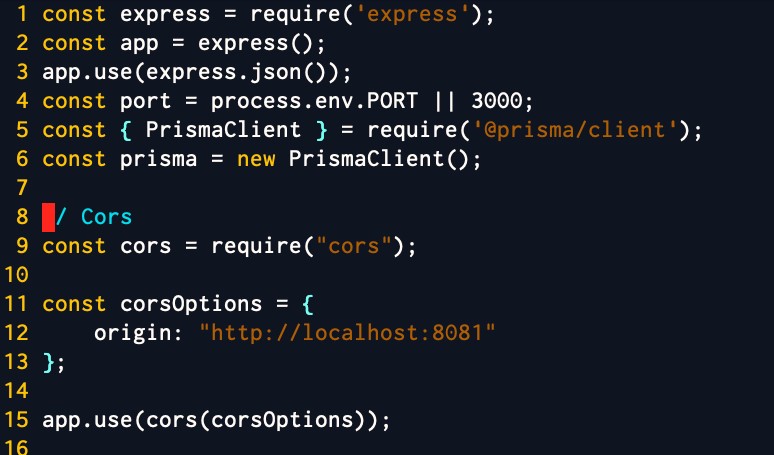 1 const express = require('express');
2 const app = express();
3 app.use(express.json());
4 const port = process.env.PORT || 3000;
5 const { PrismaClient } = require('@prisma/client');
6 const prisma = new PrismaClient();
7
8 / Cors
9 const cors = require("cors");
10
11 const corsOptions = {
12     origin: "http://localhost:8081"
13 };
14
15 app.use(cors(corsOptions));
16